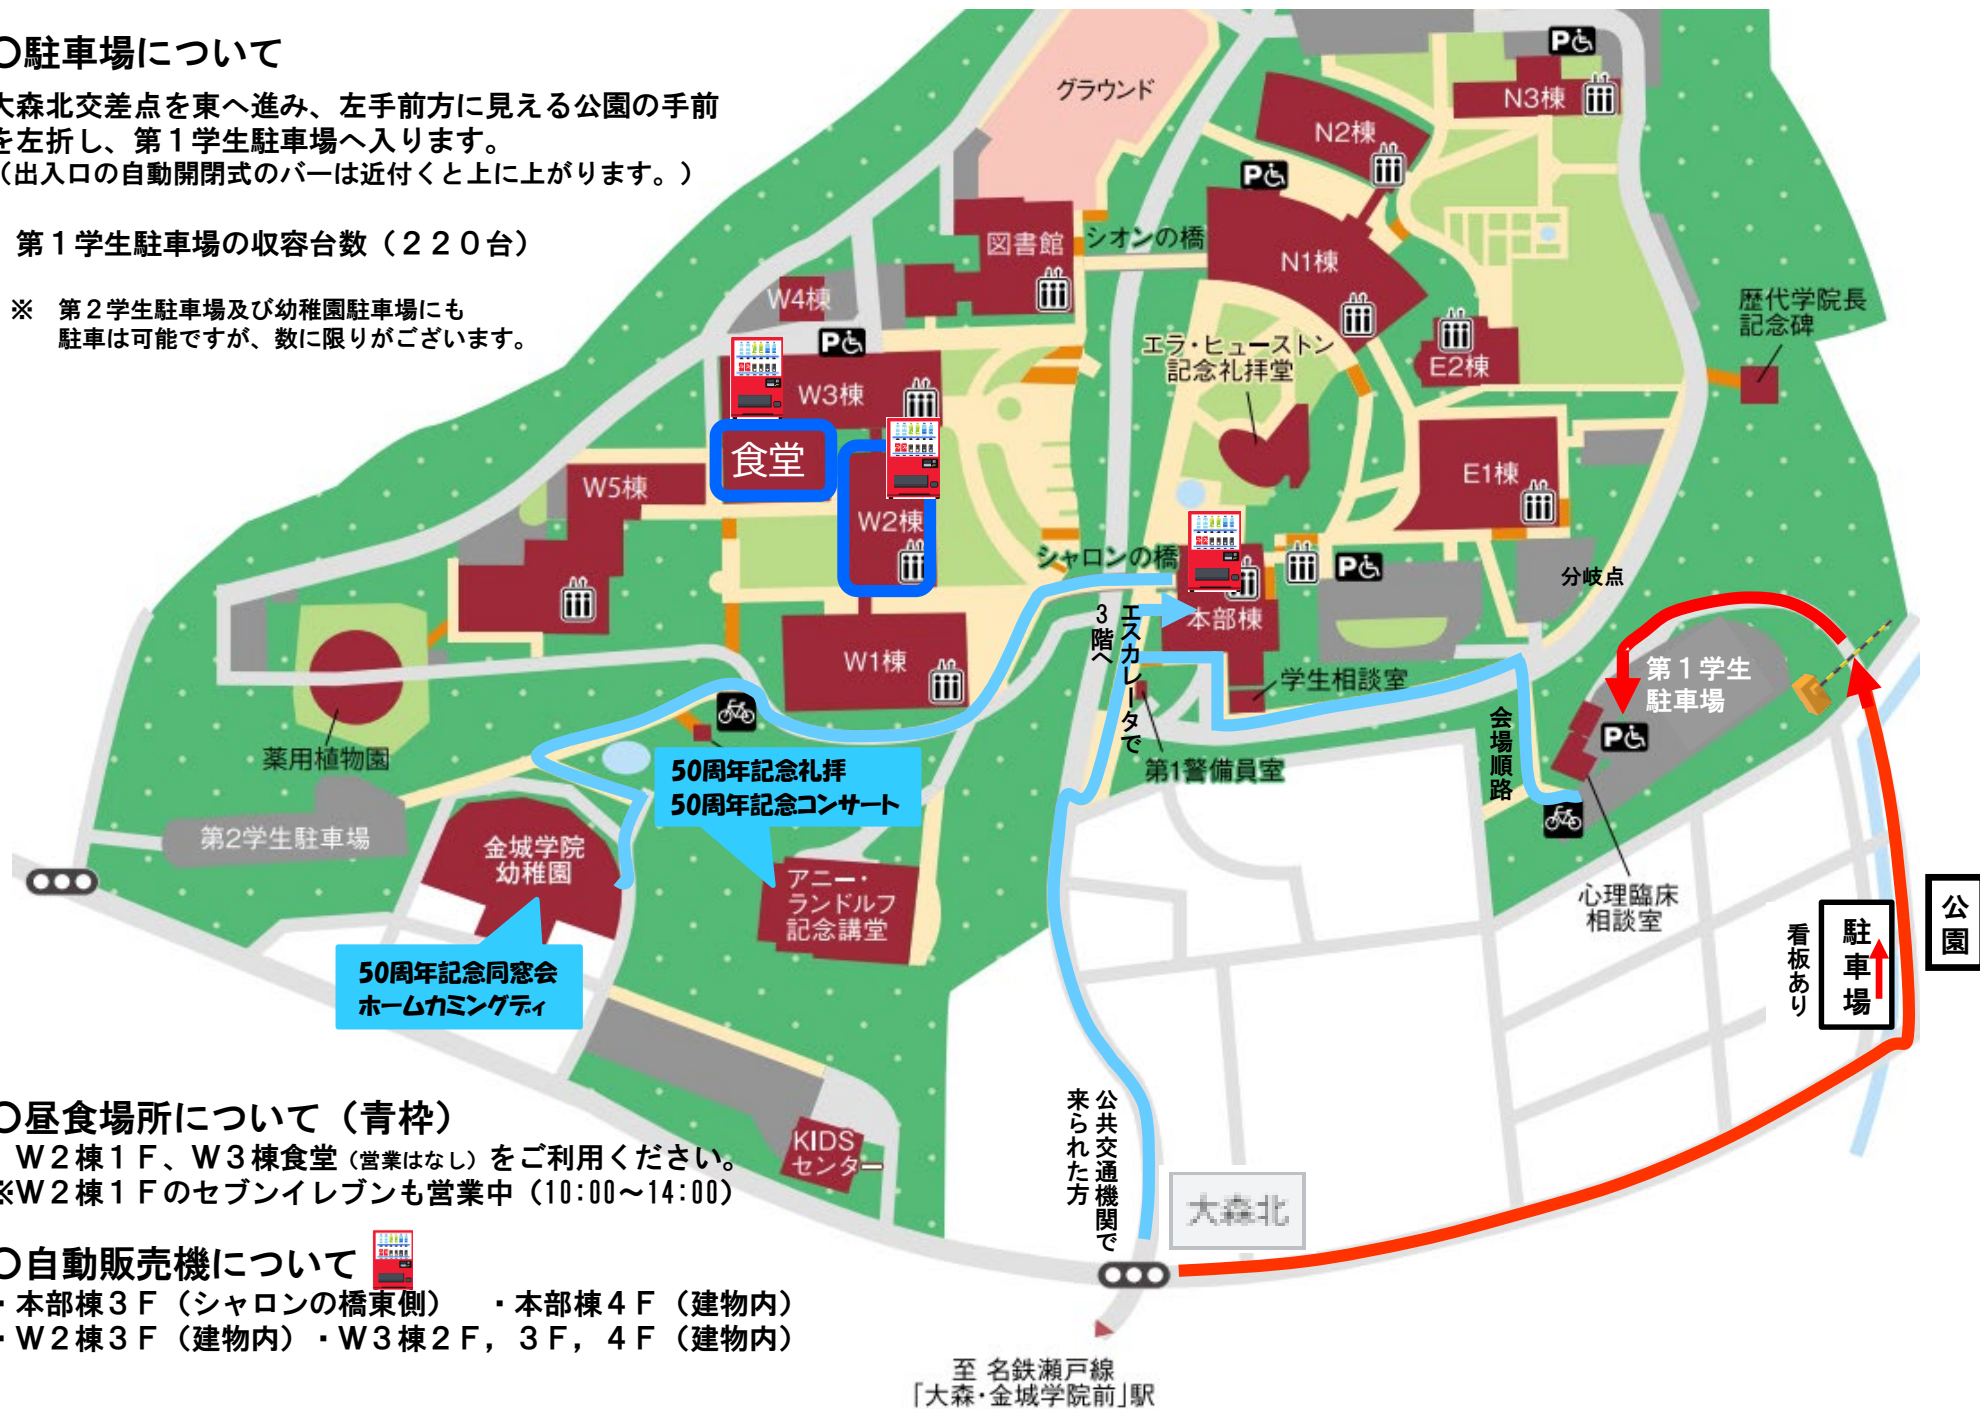 〇駐車場について
大森北交差点を東へ進み、左手前方に見える公園の手前
を左折し、第１学生駐車場へ入ります。
（出入口の自動開閉式のバーは近付くと上に上がります。）
第１学生駐車場の収容台数（２２０台）
※　第２学生駐車場及び幼稚園駐車場にも
駐車は可能ですが、数に限りがございます。
グラウンド
N3棟
N2棟
図書館
シオンの橋
N1棟
W4棟
歴代学院長
記念碑
エラ・ヒューストン
記念礼拝堂
E2棟
W3棟
食堂
W5棟
E1棟
W2棟
シャロンの橋
分岐点
本部棟
エスカレータで
3階へ
W1棟
学生相談室
第１学生
駐車場
薬用植物園
第1警備員室
会場順路
50周年記念礼拝
50周年記念コンサート
第2学生駐車場
金城学院
幼稚園
アニー・
ランドルフ
記念講堂
心理臨床
相談室
公園
駐車場
看板あり
50周年記念同窓会
ホームカミングディ
公共交通機関で
来られた方
KIDS
センター
大森北
〇昼食場所について（青枠）
Ｗ２棟１Ｆ、Ｗ３棟食堂（営業はなし）をご利用ください。
※Ｗ２棟１Ｆのセブンイレブンも営業中（10:00～14:00）
〇自動販売機について
・本部棟３Ｆ（シャロンの橋東側）　・本部棟４Ｆ（建物内）
・Ｗ２棟３Ｆ（建物内）・Ｗ３棟２Ｆ，３Ｆ，４Ｆ（建物内）
至 名鉄瀬戸線
「大森・金城学院前」駅